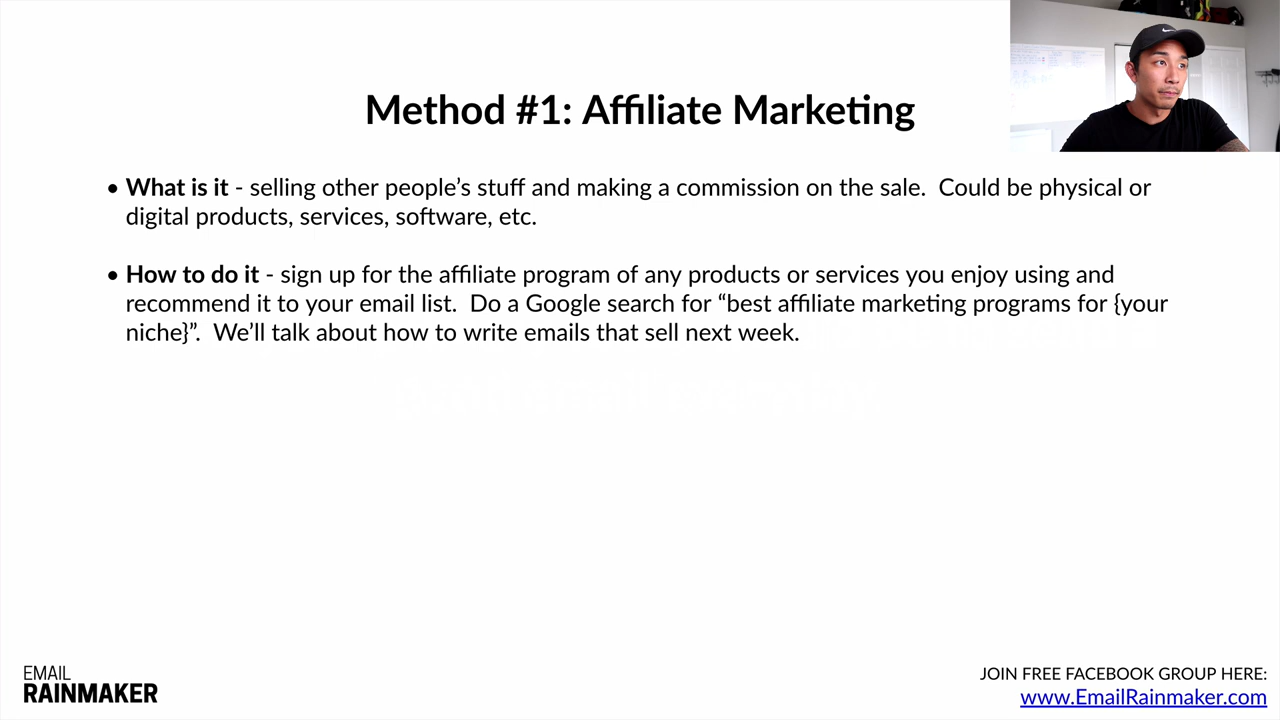 Method #1: Affiliate Marketing
• What is it - selling other people’s stuff and making a commission on the sale.  Could be physical or
digital products, services, software, etc.
• How to do it - sign up for the affiliate program of any products or services you enjoy using and
recommend it to your email list.  Do a Google search for “best affiliate marketing programs for {your
niche}”.  We’ll talk about how to write emails that sell next week.
EMAIL
RAINMAKER
JOIN FREE FACEBOOK GROUP HERE:
www.EmailRainmaker.com